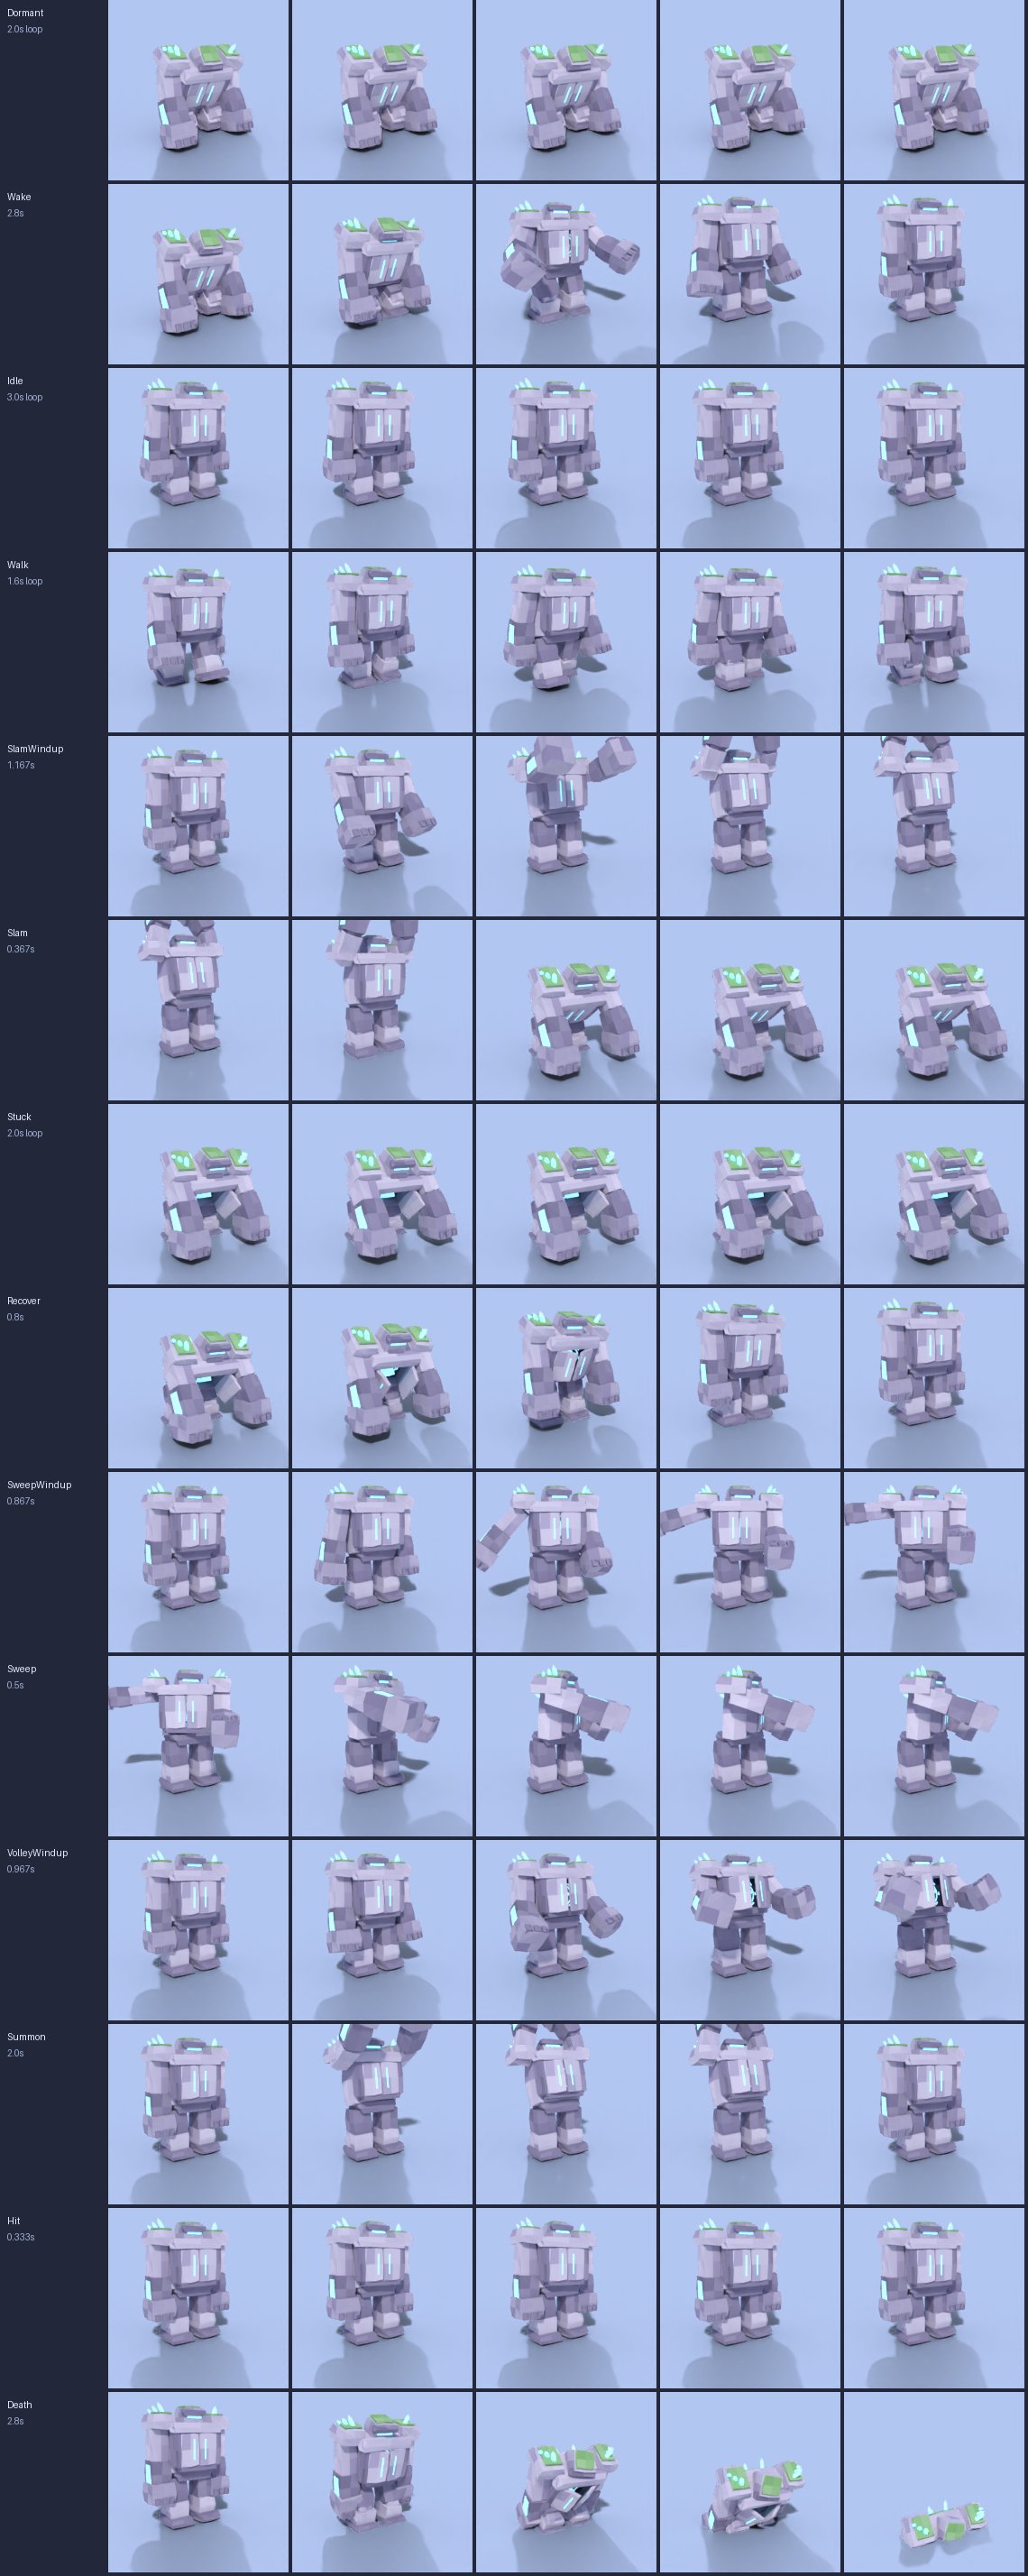 Dormant
2.0s loop
Wake
2.8s
Idle
3.0s loop
Walk
1.6s loop
SlamWindup
1.167s
Slam
0.367s
Stuck
2.0s loop
Recover
0.8s
SweepWindup
0.867s
Sweep
0.5s
VolleyWindup
0.967s
Summon
2.0s
Hit
0.333s
Death
2.8s